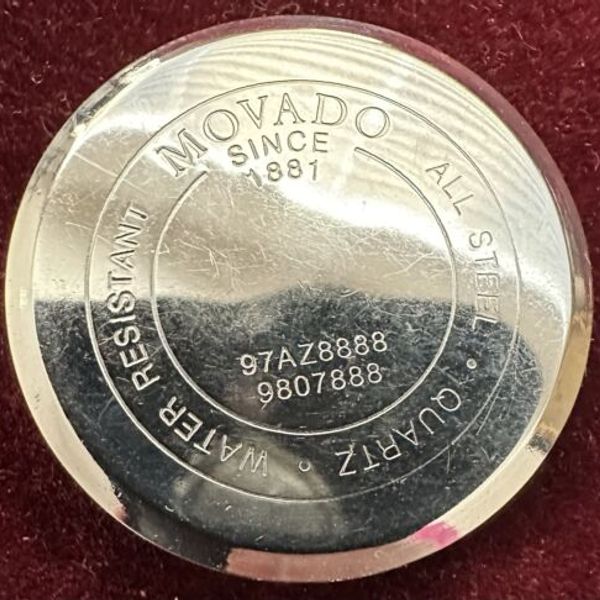 MOVADO
SINCE
1881
ALL STEEL • QUARTZ • WATER RESISTANT
97AZ8888
9807888